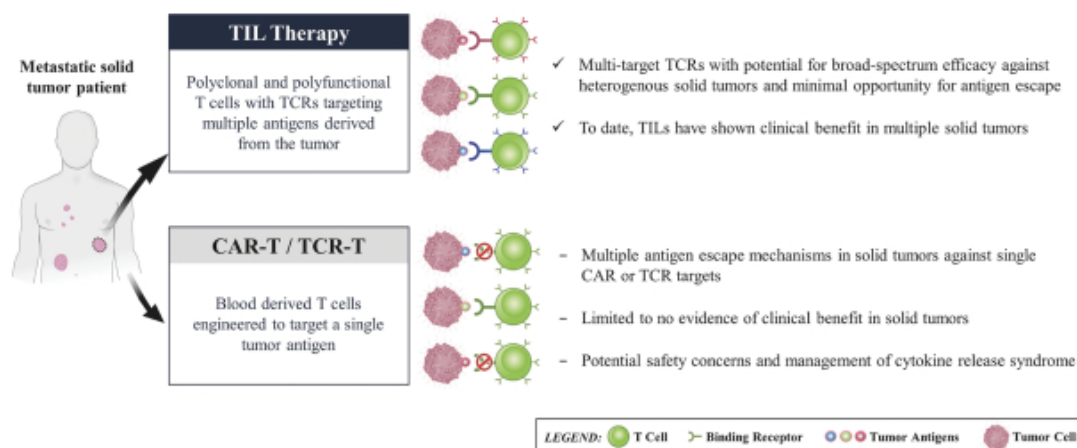 Metastatic solid
tumor patient
TIL Therapy
Polyclonal and polyfunctional
T cells with TCRs targeting
multiple antigens derived
from the tumor
✓ Multi-target TCRs with potential for broad-spectrum efficacy against
heterogenous solid tumors and minimal opportunity for antigen escape
✓ To date, TILs have shown clinical benefit in multiple solid tumors
CAR-T / TCR-T
Blood derived T cells
engineered to target a single
tumor antigen
– Multiple antigen escape mechanisms in solid tumors against single
CAR or TCR targets
– Limited to no evidence of clinical benefit in solid tumors
– Potential safety concerns and management of cytokine release syndrome
LEGEND: T Cell Binding Receptor Tumor Antigens Tumor Cell